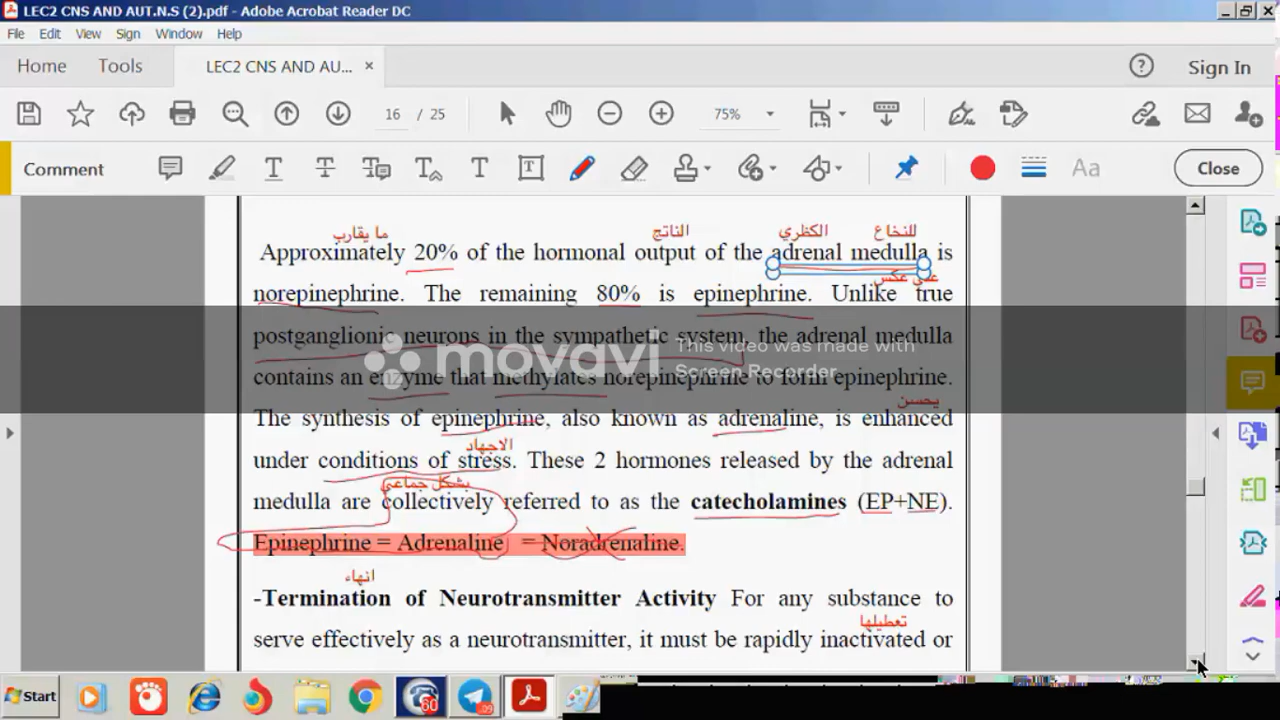 LEC2 CNS AND AUT.N.S (2).pdf - Adobe Acrobat Reader DC
File Edit View Sign Window Help
Home Tools LEC2 CNS AND AU... × Sign In
16 / 25 75%
Comment Aa Close
ما يقارب الناتج الكظري للنخاع
Approximately 20% of the hormonal output of the adrenal medulla is
على عكس
norepinephrine. The remaining 80% is epinephrine. Unlike true
postganglionic neurons in the sympathetic system, the adrenal medulla
movavi This video was made with
Screen Recorder
contains an enzyme that methylates norepinephrine to form epinephrine.
يحسن
The synthesis of epinephrine, also known as adrenaline, is enhanced
الاجهاد
under conditions of stress. These 2 hormones released by the adrenal
بشكل جماعي
medulla are collectively referred to as the catecholamines (EP+NE).
Epinephrine = Adrenaline = Noradrenaline.
انهاء
-Termination of Neurotransmitter Activity For any substance to
تعطيلها
serve effectively as a neurotransmitter, it must be rapidly inactivated or
Start